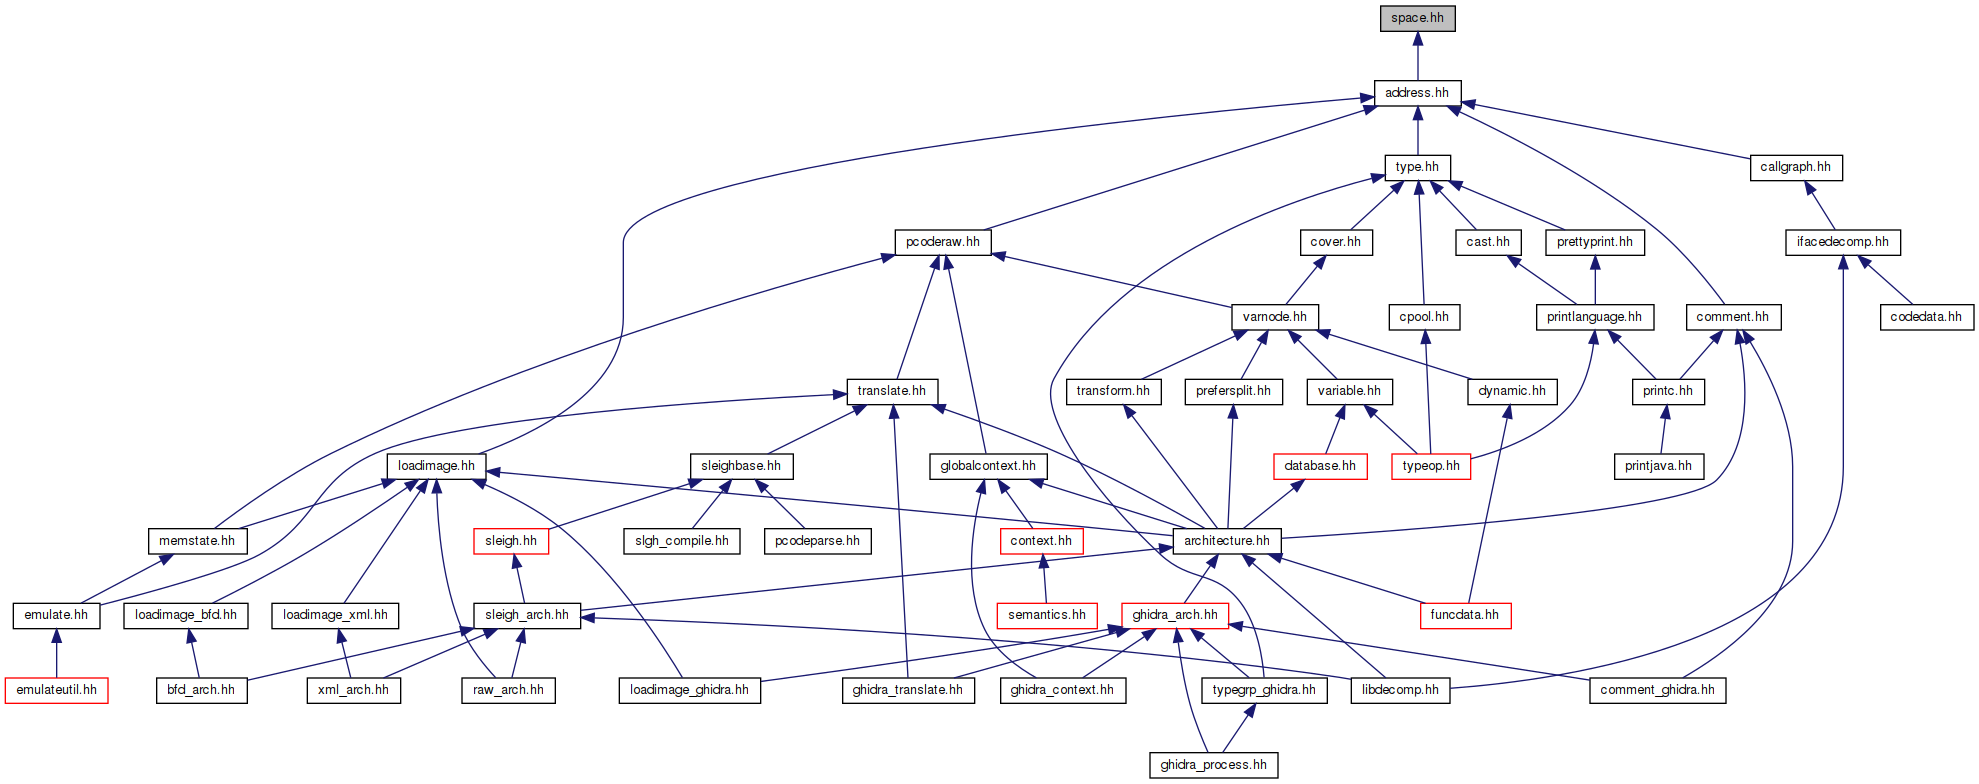 space.hh
address.hh
type.hh
callgraph.hh
pcoderaw.hh
cover.hh
cast.hh
prettyprint.hh
ifacedecomp.hh
varnode.hh
cpool.hh
printlanguage.hh
comment.hh
codedata.hh
translate.hh
transform.hh
prefersplit.hh
variable.hh
dynamic.hh
printc.hh
loadimage.hh
sleighbase.hh
globalcontext.hh
database.hh
typeop.hh
printjava.hh
memstate.hh
sleigh.hh
slgh_compile.hh
pcodeparse.hh
context.hh
architecture.hh
emulate.hh
loadimage_bfd.hh
loadimage_xml.hh
sleigh_arch.hh
semantics.hh
ghidra_arch.hh
funcdata.hh
emulateutil.hh
bfd_arch.hh
xml_arch.hh
raw_arch.hh
loadimage_ghidra.hh
ghidra_translate.hh
ghidra_context.hh
typegrp_ghidra.hh
libdecomp.hh
comment_ghidra.hh
ghidra_process.hh